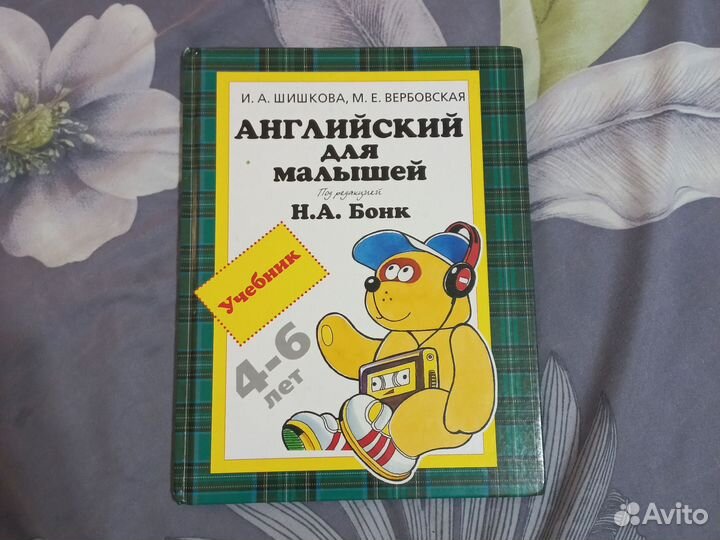 И. А. ШИШКОВА, М. Е. ВЕРБОВСКАЯ
АНГЛИЙСКИЙ
ДЛЯ
МАЛЫШЕЙ
Под редакцией
Н.А. Бонк
Учебник
4-6
лет
Avito